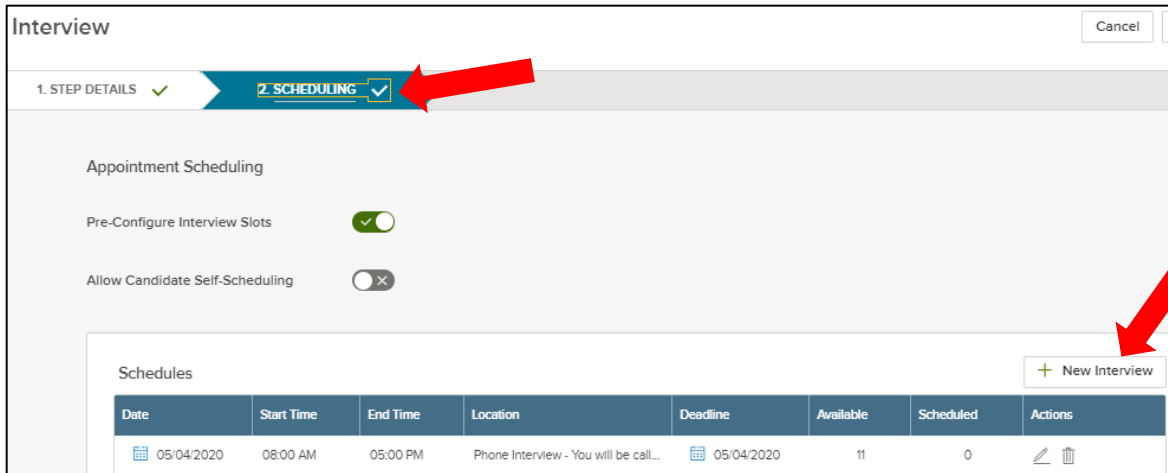 Interview
Cancel
1. STEP DETAILS
2. SCHEDULING
Appointment Scheduling
Pre-Configure Interview Slots
Allow Candidate Self-Scheduling
Schedules
+ New Interview
Date Start Time End Time Location Deadline Available Scheduled Actions
05/04/2020 08:00 AM 05:00 PM Phone Interview - You will be call... 05/04/2020 11 0